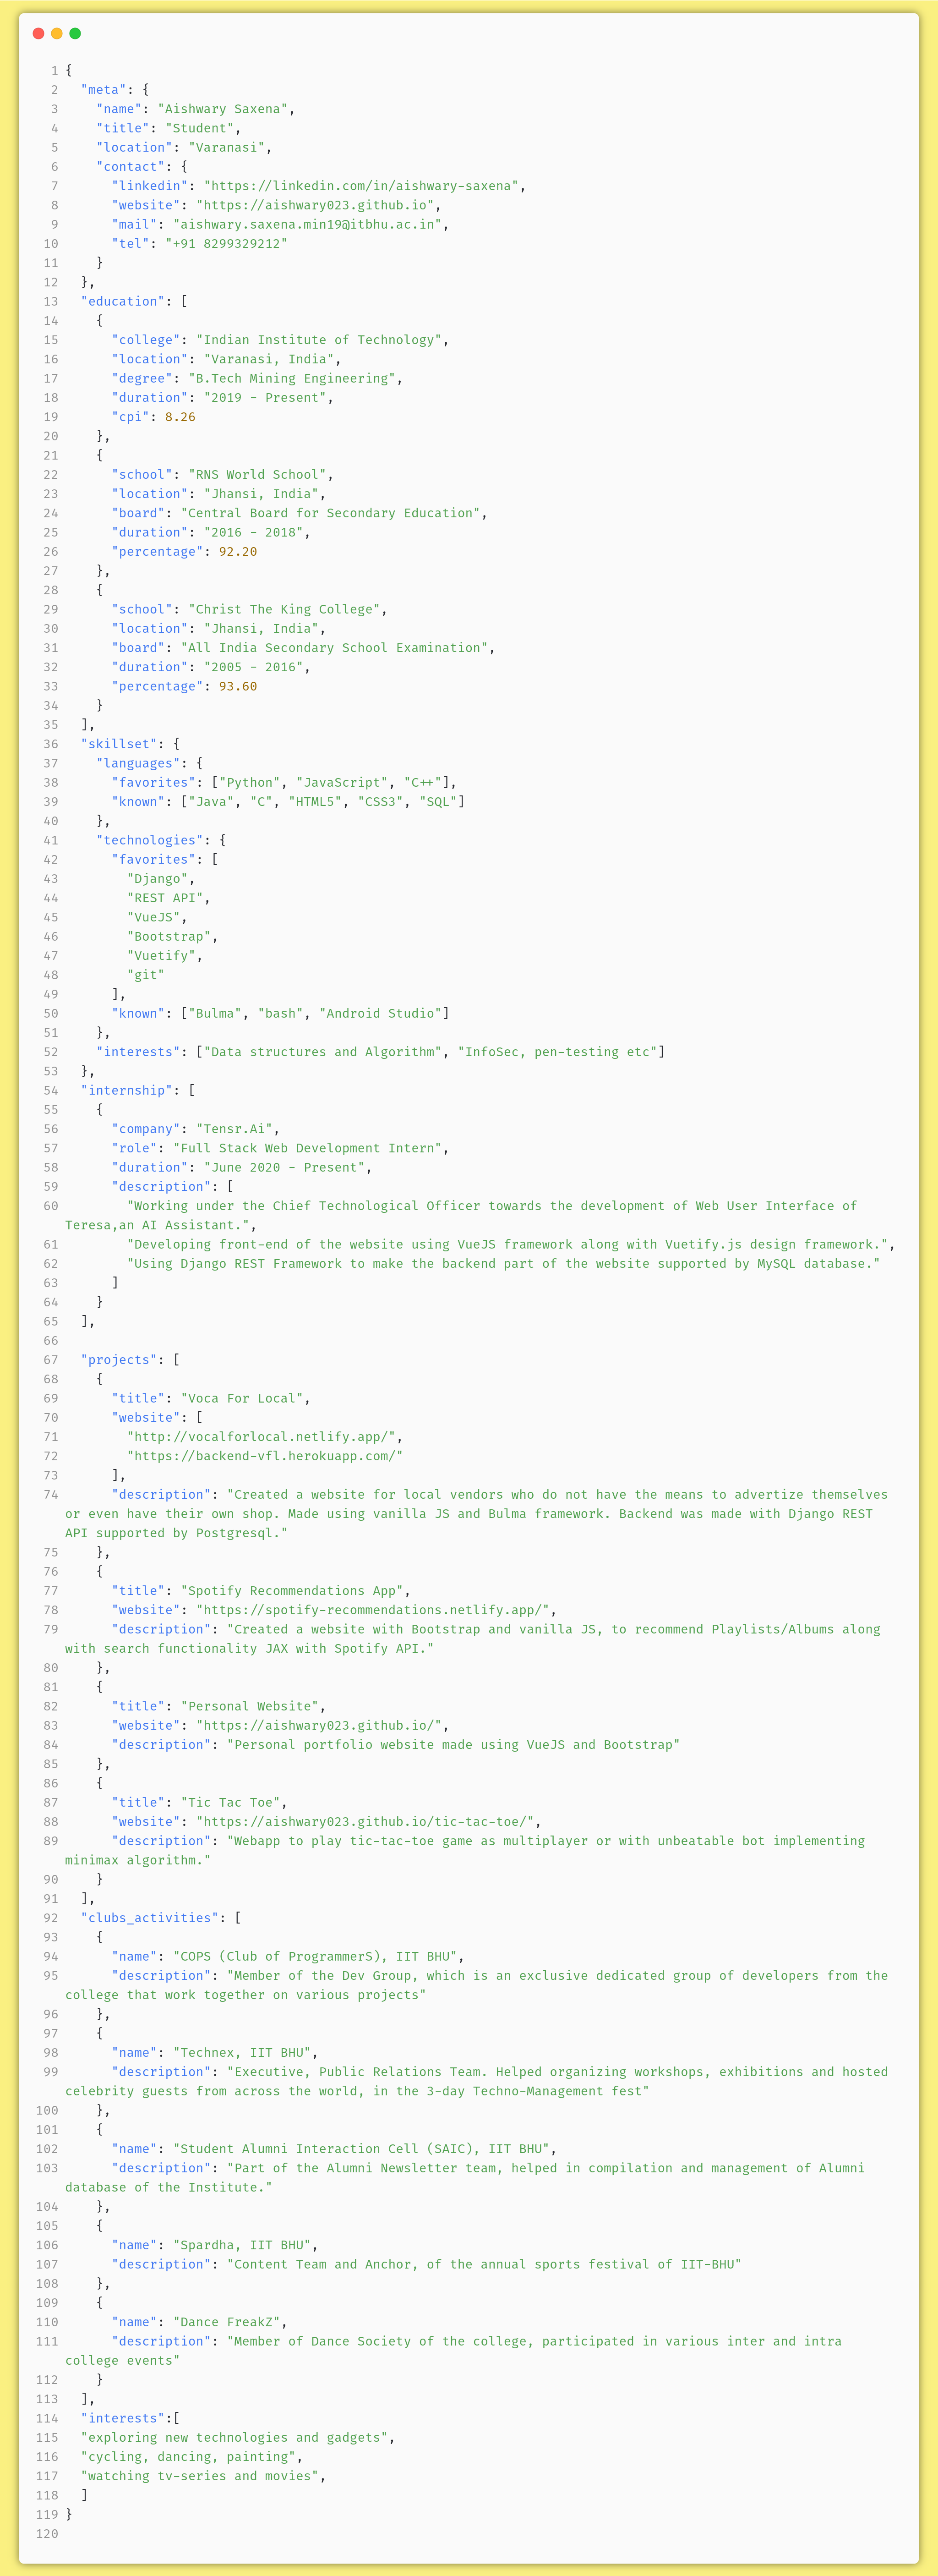 1 {
2   "meta": {
3     "name": "Aishwary Saxena",
4     "title": "Student",
5     "location": "Varanasi",
6     "contact": {
7       "linkedin": "https://linkedin.com/in/aishwary-saxena",
8       "website": "https://aishwary023.github.io",
9       "mail": "aishwary.saxena.min19@itbhu.ac.in",
10       "tel": "+91 8299329212"
11     }
12   },
13   "education": [
14     {
15       "college": "Indian Institute of Technology",
16       "location": "Varanasi, India",
17       "degree": "B.Tech Mining Engineering",
18       "duration": "2019 - Present",
19       "cpi": 8.26
20     },
21     {
22       "school": "RNS World School",
23       "location": "Jhansi, India",
24       "board": "Central Board for Secondary Education",
25       "duration": "2016 - 2018",
26       "percentage": 92.20
27     },
28     {
29       "school": "Christ The King College",
30       "location": "Jhansi, India",
31       "board": "All India Secondary School Examination",
32       "duration": "2005 - 2016",
33       "percentage": 93.60
34     }
35   ],
36   "skillset": {
37     "languages": {
38       "favorites": ["Python", "JavaScript", "C++"],
39       "known": ["Java", "C", "HTML5", "CSS3", "SQL"]
40     },
41     "technologies": {
42       "favorites": [
43         "Django",
44         "REST API",
45         "VueJS",
46         "Bootstrap",
47         "Vuetify",
48         "git"
49       ],
50       "known": ["Bulma", "bash", "Android Studio"]
51     },
52     "interests": ["Data structures and Algorithm", "InfoSec, pen-testing etc"]
53   },
54   "internship": [
55     {
56       "company": "Tensr.Ai",
57       "role": "Full Stack Web Development Intern",
58       "duration": "June 2020 - Present",
59       "description": [
60         "Working under the Chief Technological Officer towards the development of Web User Interface of
Teresa,an AI Assistant.",
61         "Developing front-end of the website using VueJS framework along with Vuetify.js design framework.",
62         "Using Django REST Framework to make the backend part of the website supported by MySQL database."
63       ]
64     }
65   ],
66
67   "projects": [
68     {
69       "title": "Voca For Local",
70       "website": [
71         "http://vocalforlocal.netlify.app/",
72         "https://backend-vfl.herokuapp.com/"
73       ],
74       "description": "Created a website for local vendors who do not have the means to advertize themselves
or even have their own shop. Made using vanilla JS and Bulma framework. Backend was made with Django REST
API supported by Postgresql."
75     },
76     {
77       "title": "Spotify Recommendations App",
78       "website": "https://spotify-recommendations.netlify.app/",
79       "description": "Created a website with Bootstrap and vanilla JS, to recommend Playlists/Albums along
with search functionality JAX with Spotify API."
80     },
81     {
82       "title": "Personal Website",
83       "website": "https://aishwary023.github.io/",
84       "description": "Personal portfolio website made using VueJS and Bootstrap"
85     },
86     {
87       "title": "Tic Tac Toe",
88       "website": "https://aishwary023.github.io/tic-tac-toe/",
89       "description": "Webapp to play tic-tac-toe game as multiplayer or with unbeatable bot implementing
minimax algorithm."
90     }
91   ],
92   "clubs_activities": [
93     {
94       "name": "COPS (Club of ProgrammerS), IIT BHU",
95       "description": "Member of the Dev Group, which is an exclusive dedicated group of developers from the
college that work together on various projects"
96     },
97     {
98       "name": "Technex, IIT BHU",
99       "description": "Executive, Public Relations Team. Helped organizing workshops, exhibitions and hosted
celebrity guests from across the world, in the 3-day Techno-Management fest"
100     },
101     {
102       "name": "Student Alumni Interaction Cell (SAIC), IIT BHU",
103       "description": "Part of the Alumni Newsletter team, helped in compilation and management of Alumni
database of the Institute."
104     },
105     {
106       "name": "Spardha, IIT BHU",
107       "description": "Content Team and Anchor, of the annual sports festival of IIT-BHU"
108     },
109     {
110       "name": "Dance FreakZ",
111       "description": "Member of Dance Society of the college, participated in various inter and intra
college events"
112     }
113   ],
114   "interests":[
115   "exploring new technologies and gadgets",
116   "cycling, dancing, painting",
117   "watching tv-series and movies",
118   ]
119 }
120